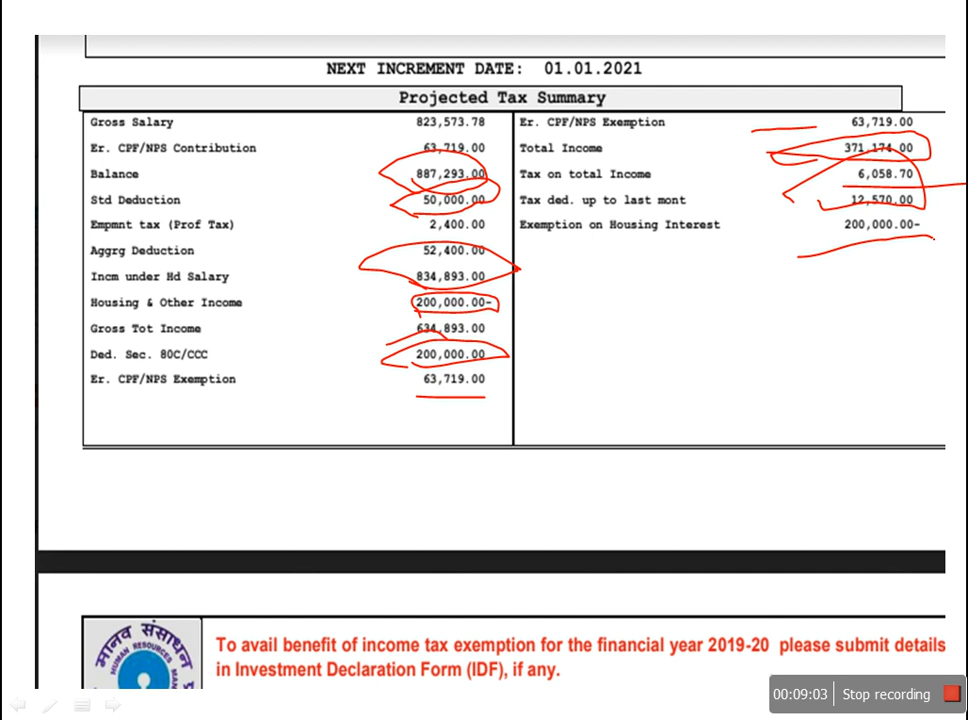 NEXT INCREMENT DATE: 01.01.2021
Projected Tax Summary
Gross Salary 823,573.78
Er. CPF/NPS Contribution 63,719.00
Balance 887,293.00
Std Deduction 50,000.00
Empmnt tax (Prof Tax) 2,400.00
Aggrg Deduction 52,400.00
Incm under Hd Salary 834,893.00
Housing & Other Income 200,000.00-
Gross Tot Income 634,893.00
Ded. Sec. 80C/CCC 200,000.00
Er. CPF/NPS Exemption 63,719.00
Er. CPF/NPS Exemption 63,719.00
Total Income 371,174.00
Tax on total Income 6,058.70
Tax ded. up to last mont 12,570.00
Exemption on Housing Interest 200,000.00-
मानव संसाधन
HUMAN RESOURCES
To avail benefit of income tax exemption for the financial year 2019-20 please submit details
in Investment Declaration Form (IDF), if any.
00:09:03 Stop recording